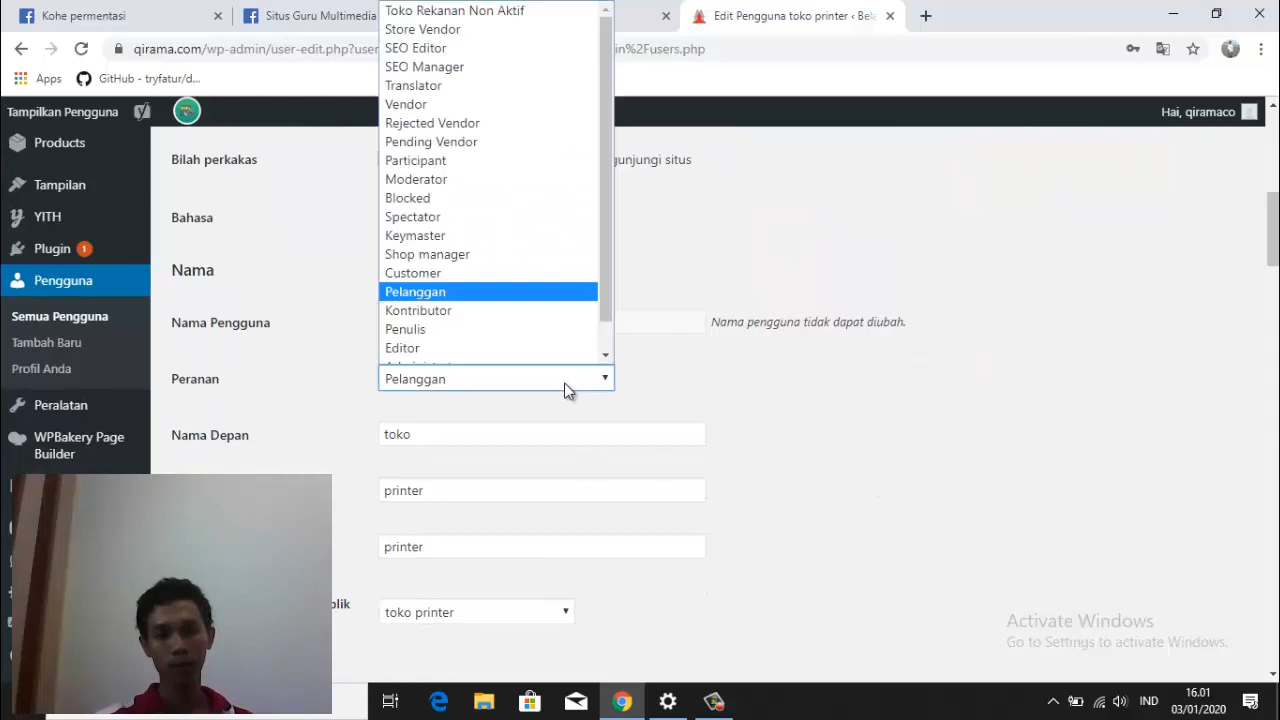 Kohe permentasi
Situs Guru Multimedia
Edit Pengguna toko printer ‹ Bela
qirama.com/wp-admin/user-edit.php?user
in%2Fusers.php
Apps
GitHub - tryfatur/d...
Tampilkan Pengguna
Hai, qiramaco
Products
Tampilan
YITH
Plugin 1
Pengguna
Semua Pengguna
Tambah Baru
Profil Anda
Peralatan
WPBakery Page
Builder
Toko Rekanan Non Aktif
Store Vendor
SEO Editor
SEO Manager
Translator
Vendor
Rejected Vendor
Pending Vendor
Participant
Moderator
Blocked
Spectator
Keymaster
Shop manager
Customer
Pelanggan
Kontributor
Penulis
Editor
Bilah perkakas
gunjungi situs
Bahasa
Nama
Nama Pengguna
Nama pengguna tidak dapat diubah.
Peranan
Pelanggan
Nama Depan
toko
printer
printer
blik
toko printer
Activate Windows
Go to Settings to activate Windows.
IND
16.01
03/01/2020